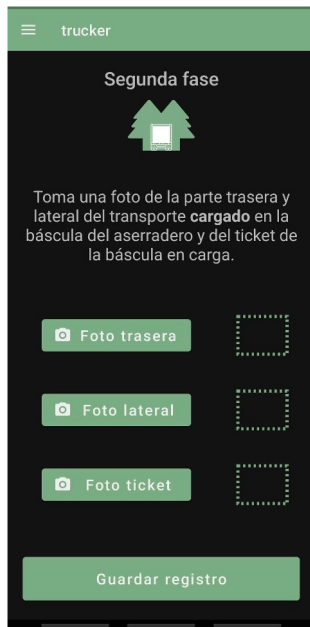 trucker
Segunda fase
Toma una foto de la parte trasera y
lateral del transporte cargado en la
báscula del aserradero y del ticket de
la báscula en carga.
Foto trasera
Foto lateral
Foto ticket
Guardar registro